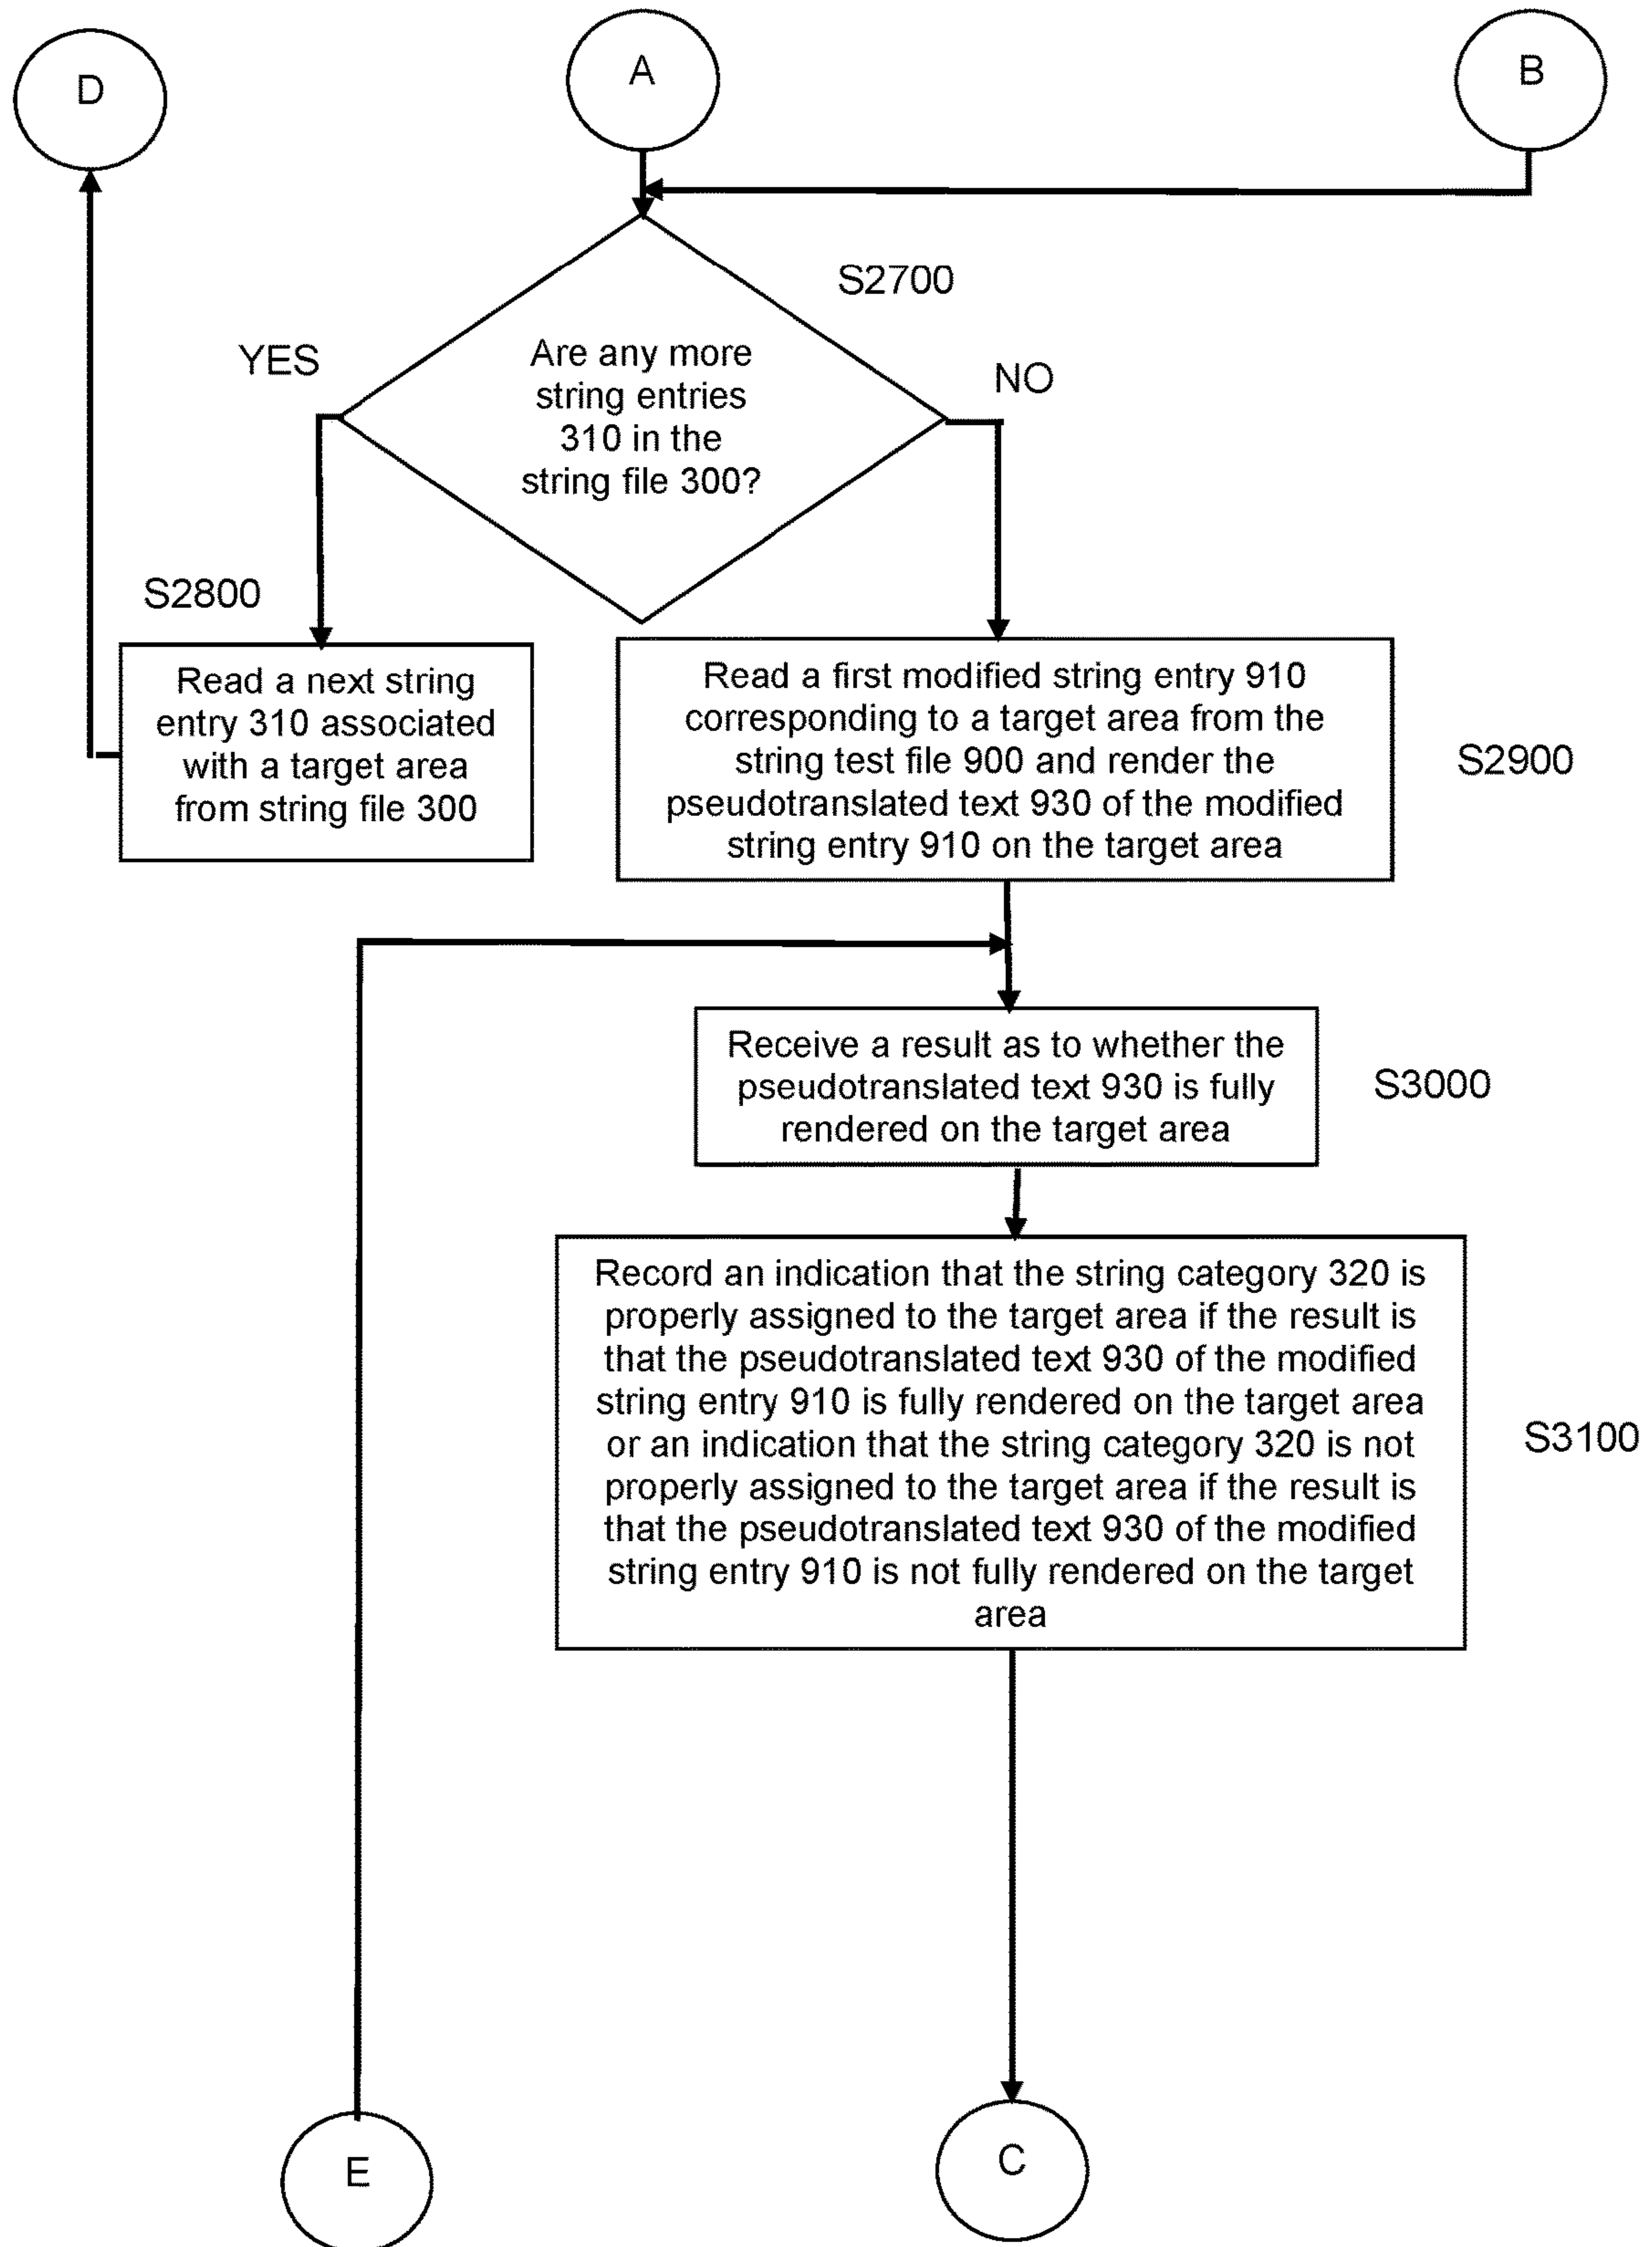 D
A
B
S2700
YES
NO
Are any more
string entries
310 in the
string file 300?
S2800
Read a next string
entry 310 associated
with a target area
from string file 300
Read a first modified string entry 910
corresponding to a target area from the
string test file 900 and render the
pseudotranslated text 930 of the modified
string entry 910 on the target area
S2900
Receive a result as to whether the
pseudotranslated text 930 is fully
rendered on the target area
S3000
Record an indication that the string category 320 is
properly assigned to the target area if the result is
that the pseudotranslated text 930 of the modified
string entry 910 is fully rendered on the target area
or an indication that the string category 320 is not
properly assigned to the target area if the result is
that the pseudotranslated text 930 of the modified
string entry 910 is not fully rendered on the target
area
S3100
E
C